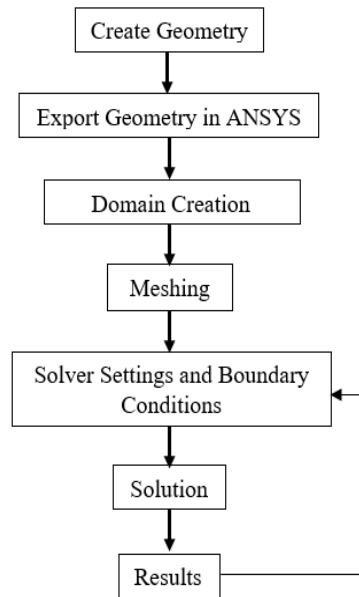 Create Geometry
Export Geometry in ANSYS
Domain Creation
Meshing
Solver Settings and Boundary
Conditions
Solution
Results